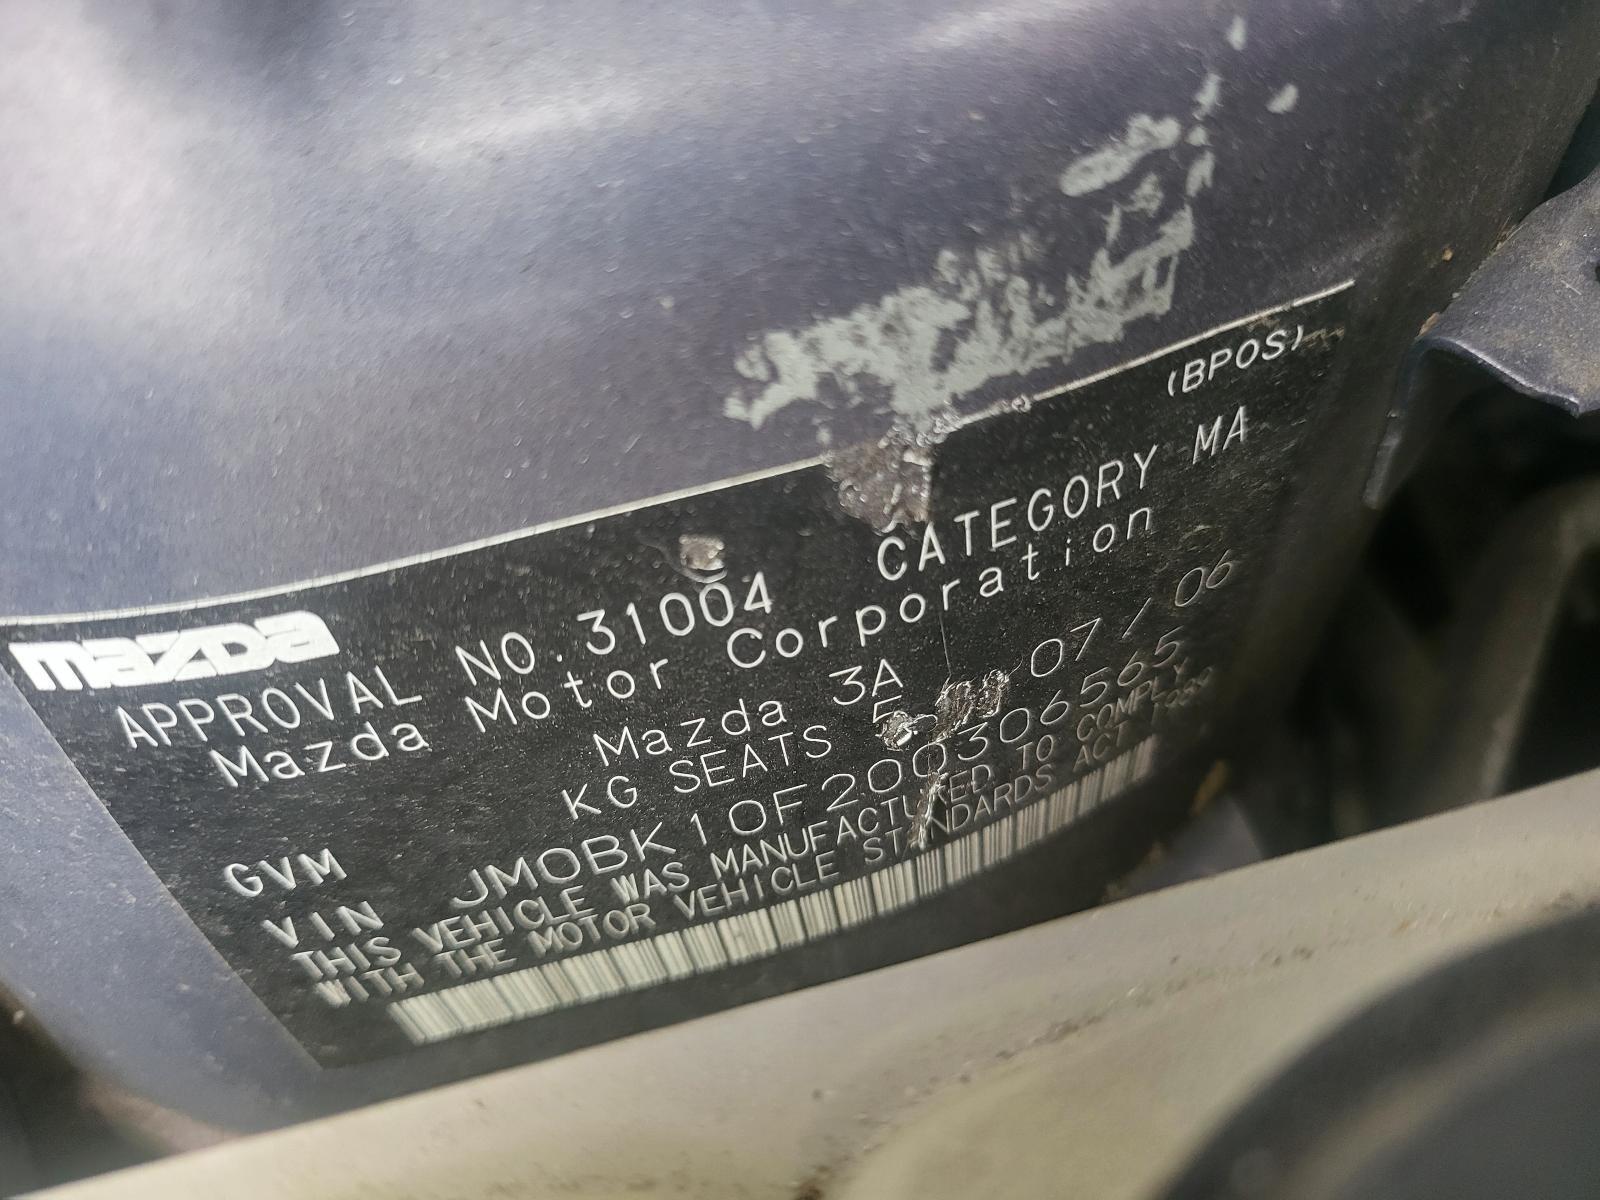 (BPOS)
mazda
APPROVAL NO.31004 CATEGORY MA
Mazda Motor Corporation
Mazda 3A 07/06
GVM KG SEATS 5
VIN JM0BK10F200306565
THIS VEHICLE WAS MANUFACTURED TO COMPLY
WITH THE MOTOR VEHICLE STANDARDS ACT 1989